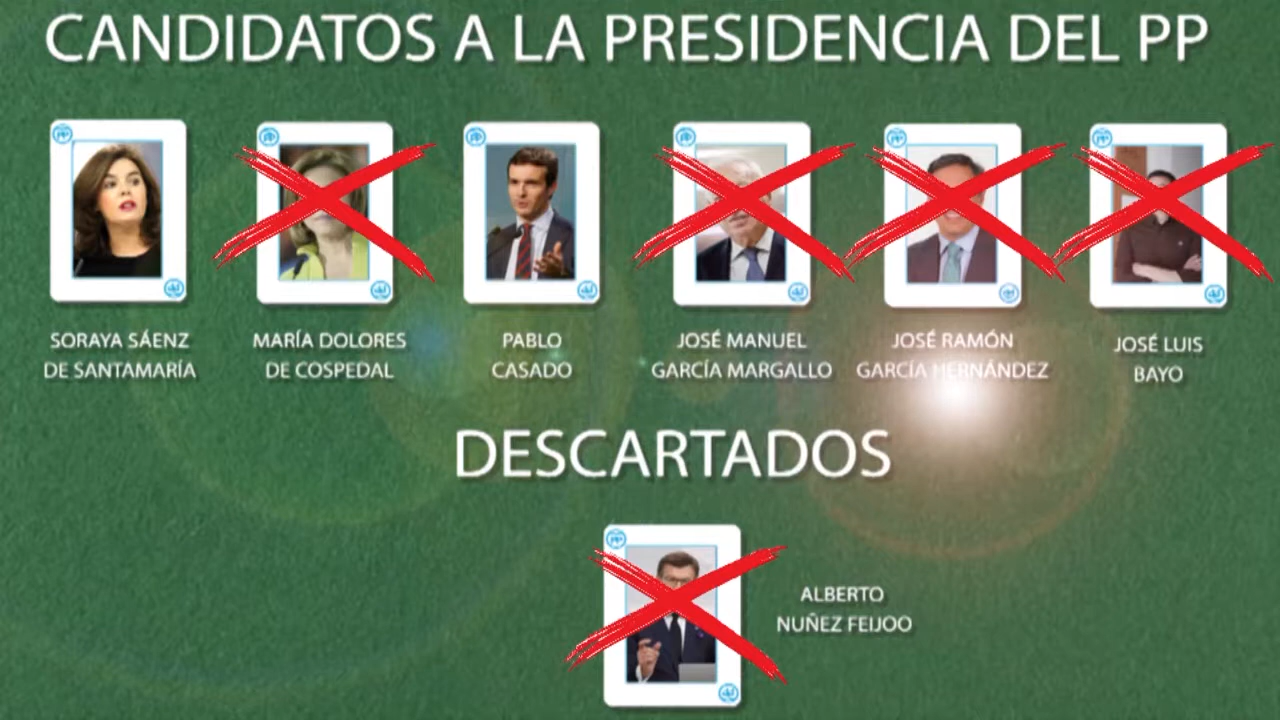 CANDIDATOS A LA PRESIDENCIA DEL PP
SORAYA SÁENZ
DE SANTAMARÍA
MARÍA DOLORES
DE COSPEDAL
PABLO
CASADO
JOSÉ MANUEL
GARCÍA MARGALLO
JOSÉ RAMÓN
GARCÍA HERNÁNDEZ
JOSÉ LUIS
BAYO
DESCARTADOS
ALBERTO
NUÑEZ FEIJOO